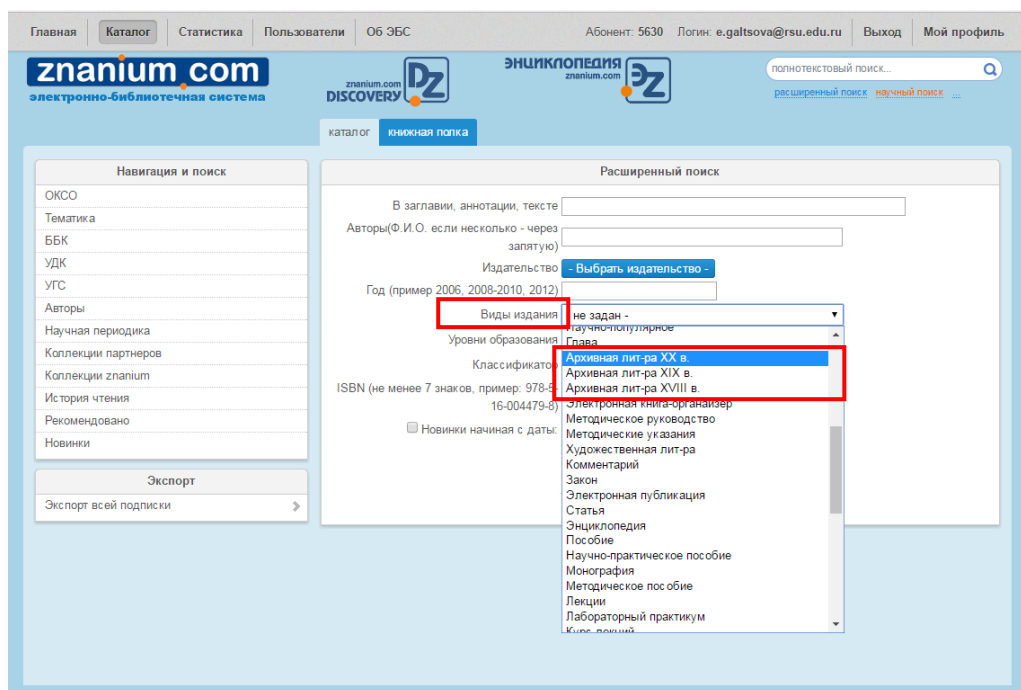 Главная Каталог Статистика Пользователи Об ЭБС Абонент: 5630 Логин: e.galtsova@rsu.edu.ru Выход Мой профиль
znanium.com
электронно-библиотечная система
znanium.com
DISCOVERY
DZ
ЭНЦИКЛОПЕДИЯ
znanium.com
ЭZ
полнотекстовый поиск...
расширенный поиск научный поиск ...
каталог книжная полка
Навигация и поиск
ОКСО
Тематика
ББК
УДК
УГС
Авторы
Научная периодика
Коллекции партнеров
Коллекции znanium
История чтения
Рекомендовано
Новинки
Экспорт
Экспорт всей подписки
Расширенный поиск
В заглавии, аннотации, тексте
Авторы(Ф.И.О. если несколько - через
запятую)
Издательство - Выбрать издательство -
Год (пример 2006, 2008-2010, 2012)
Виды издания не задан -
Уровни образования
Классификатор
ISBN (не менее 7 знаков, пример: 978-5-
16-004479-8)
Новинки начиная с даты:
Научно-популярное
Глава
Архивная лит-ра XX в.
Архивная лит-ра XIX в.
Архивная лит-ра XVIII в.
Электронная книга-органайзер
Методическое руководство
Методические указания
Художественная лит-ра
Комментарий
Закон
Электронная публикация
Статья
Энциклопедия
Пособие
Научно-практическое пособие
Монография
Методическое пособие
Лекции
Лабораторный практикум
Курс лекций